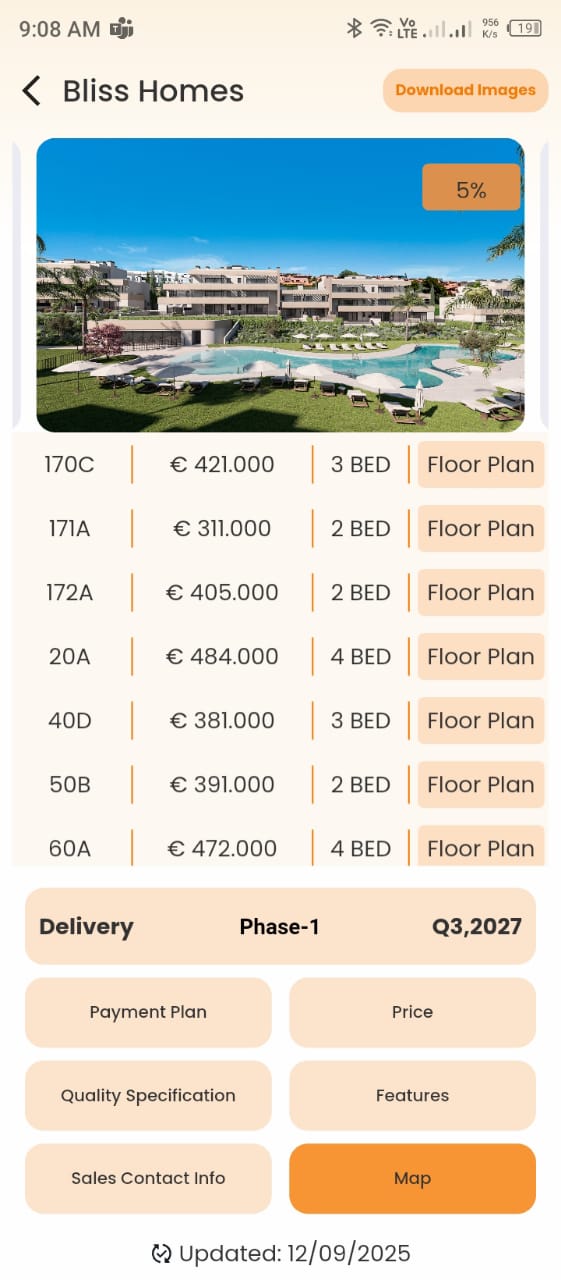 9:08 AM Vo LTE 956 K/s 19
Bliss Homes Download Images
5%
170C € 421.000 3 BED Floor Plan
171A € 311.000 2 BED Floor Plan
172A € 405.000 2 BED Floor Plan
20A € 484.000 4 BED Floor Plan
40D € 381.000 3 BED Floor Plan
50B € 391.000 2 BED Floor Plan
60A € 472.000 4 BED Floor Plan
Delivery Phase-1 Q3,2027
Payment Plan Price
Quality Specification Features
Sales Contact Info Map
Updated: 12/09/2025